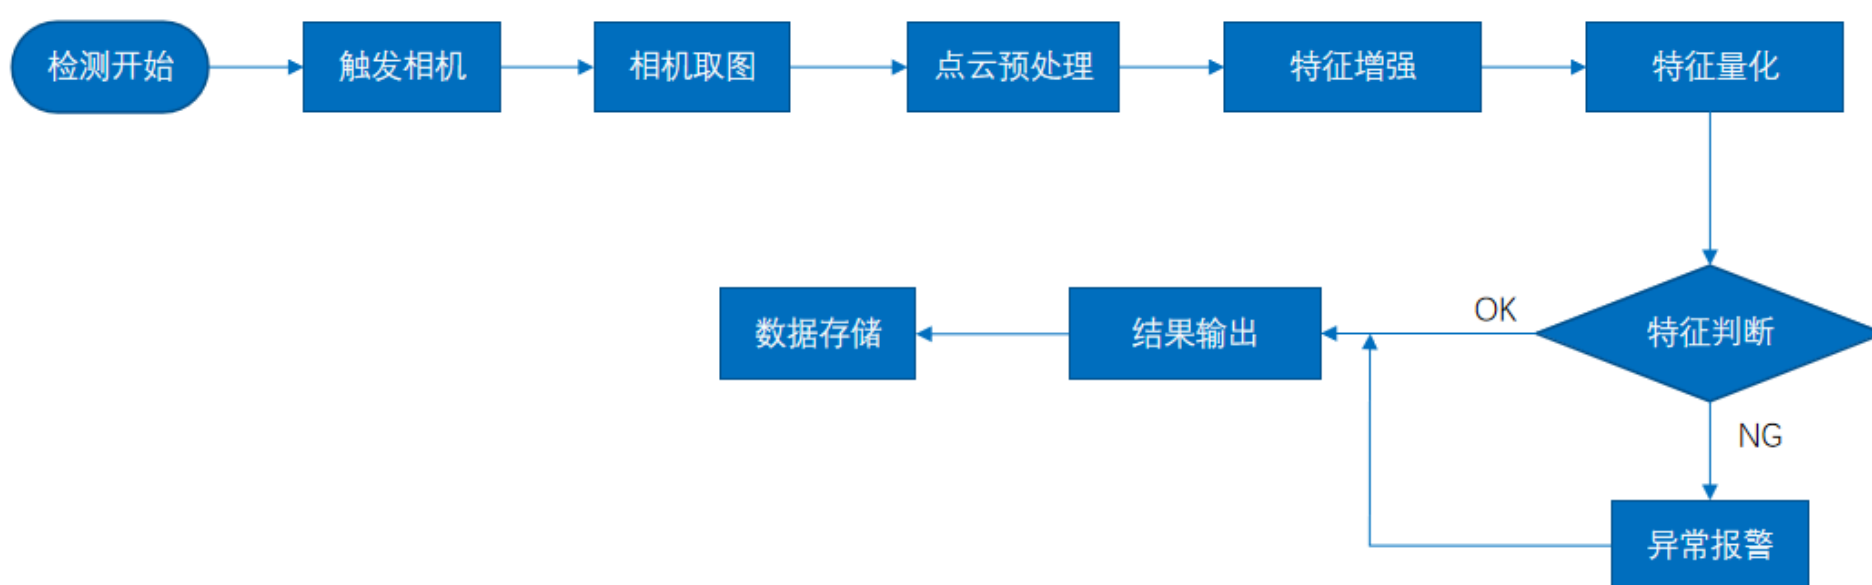 检测开始
触发相机
相机取图
点云预处理
特征增强
特征量化
数据存储
结果输出
OK
特征判断
NG
异常报警